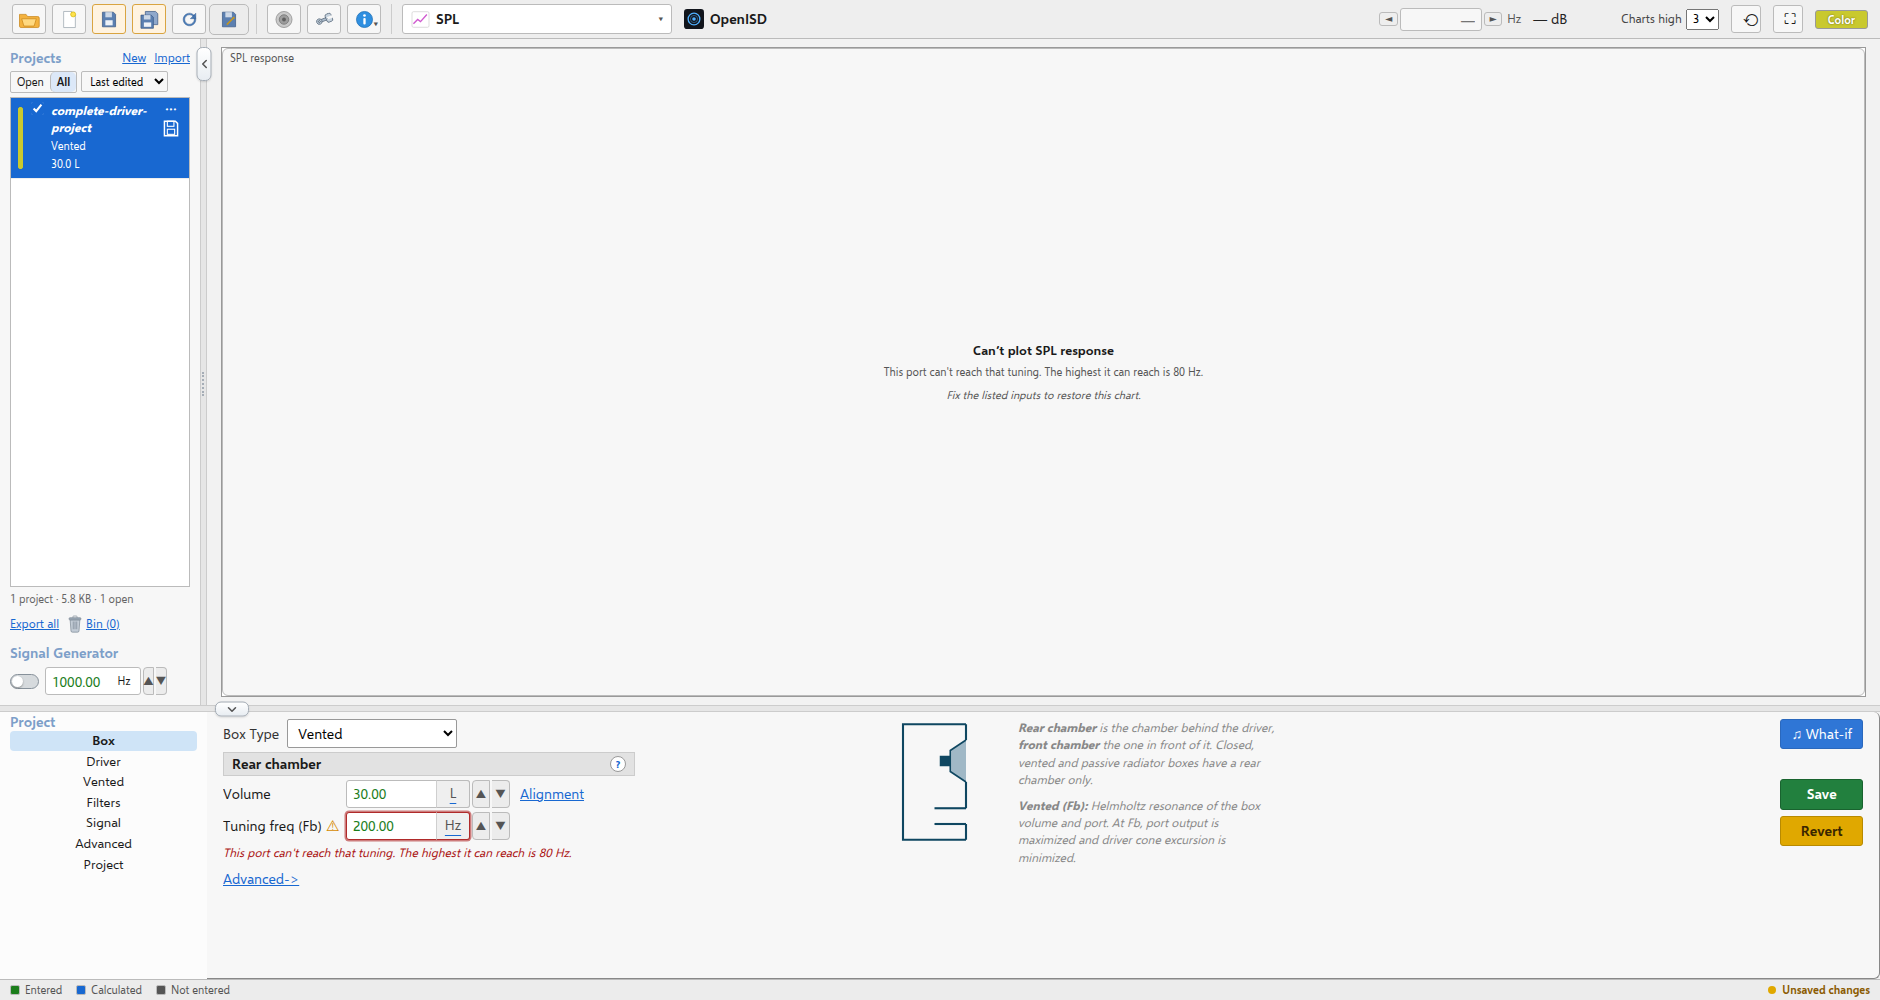 SPL
OpenISD
—
Hz
— dB
Charts high
3
Color
Projects
New
Import
Open
All
Last edited
complete-driver-
project
Vented
30.0 L
1 project · 5.8 KB · 1 open
Export all
Bin (0)
Signal Generator
1000.00
Hz
SPL response
Can't plot SPL response
This port can't reach that tuning. The highest it can reach is 80 Hz.
Fix the listed inputs to restore this chart.
Project
Box
Driver
Vented
Filters
Signal
Advanced
Project
Box Type
Vented
Rear chamber
?
Volume
30.00
L
Alignment
Tuning freq (Fb)
200.00
Hz
This port can't reach that tuning. The highest it can reach is 80 Hz.
Advanced->
Rear chamber is the chamber behind the driver,
front chamber the one in front of it. Closed,
vented and passive radiator boxes have a rear
chamber only.
Vented (Fb): Helmholtz resonance of the box
volume and port. At Fb, port output is
maximized and driver cone excursion is
minimized.
♫ What-if
Save
Revert
Entered
Calculated
Not entered
Unsaved changes